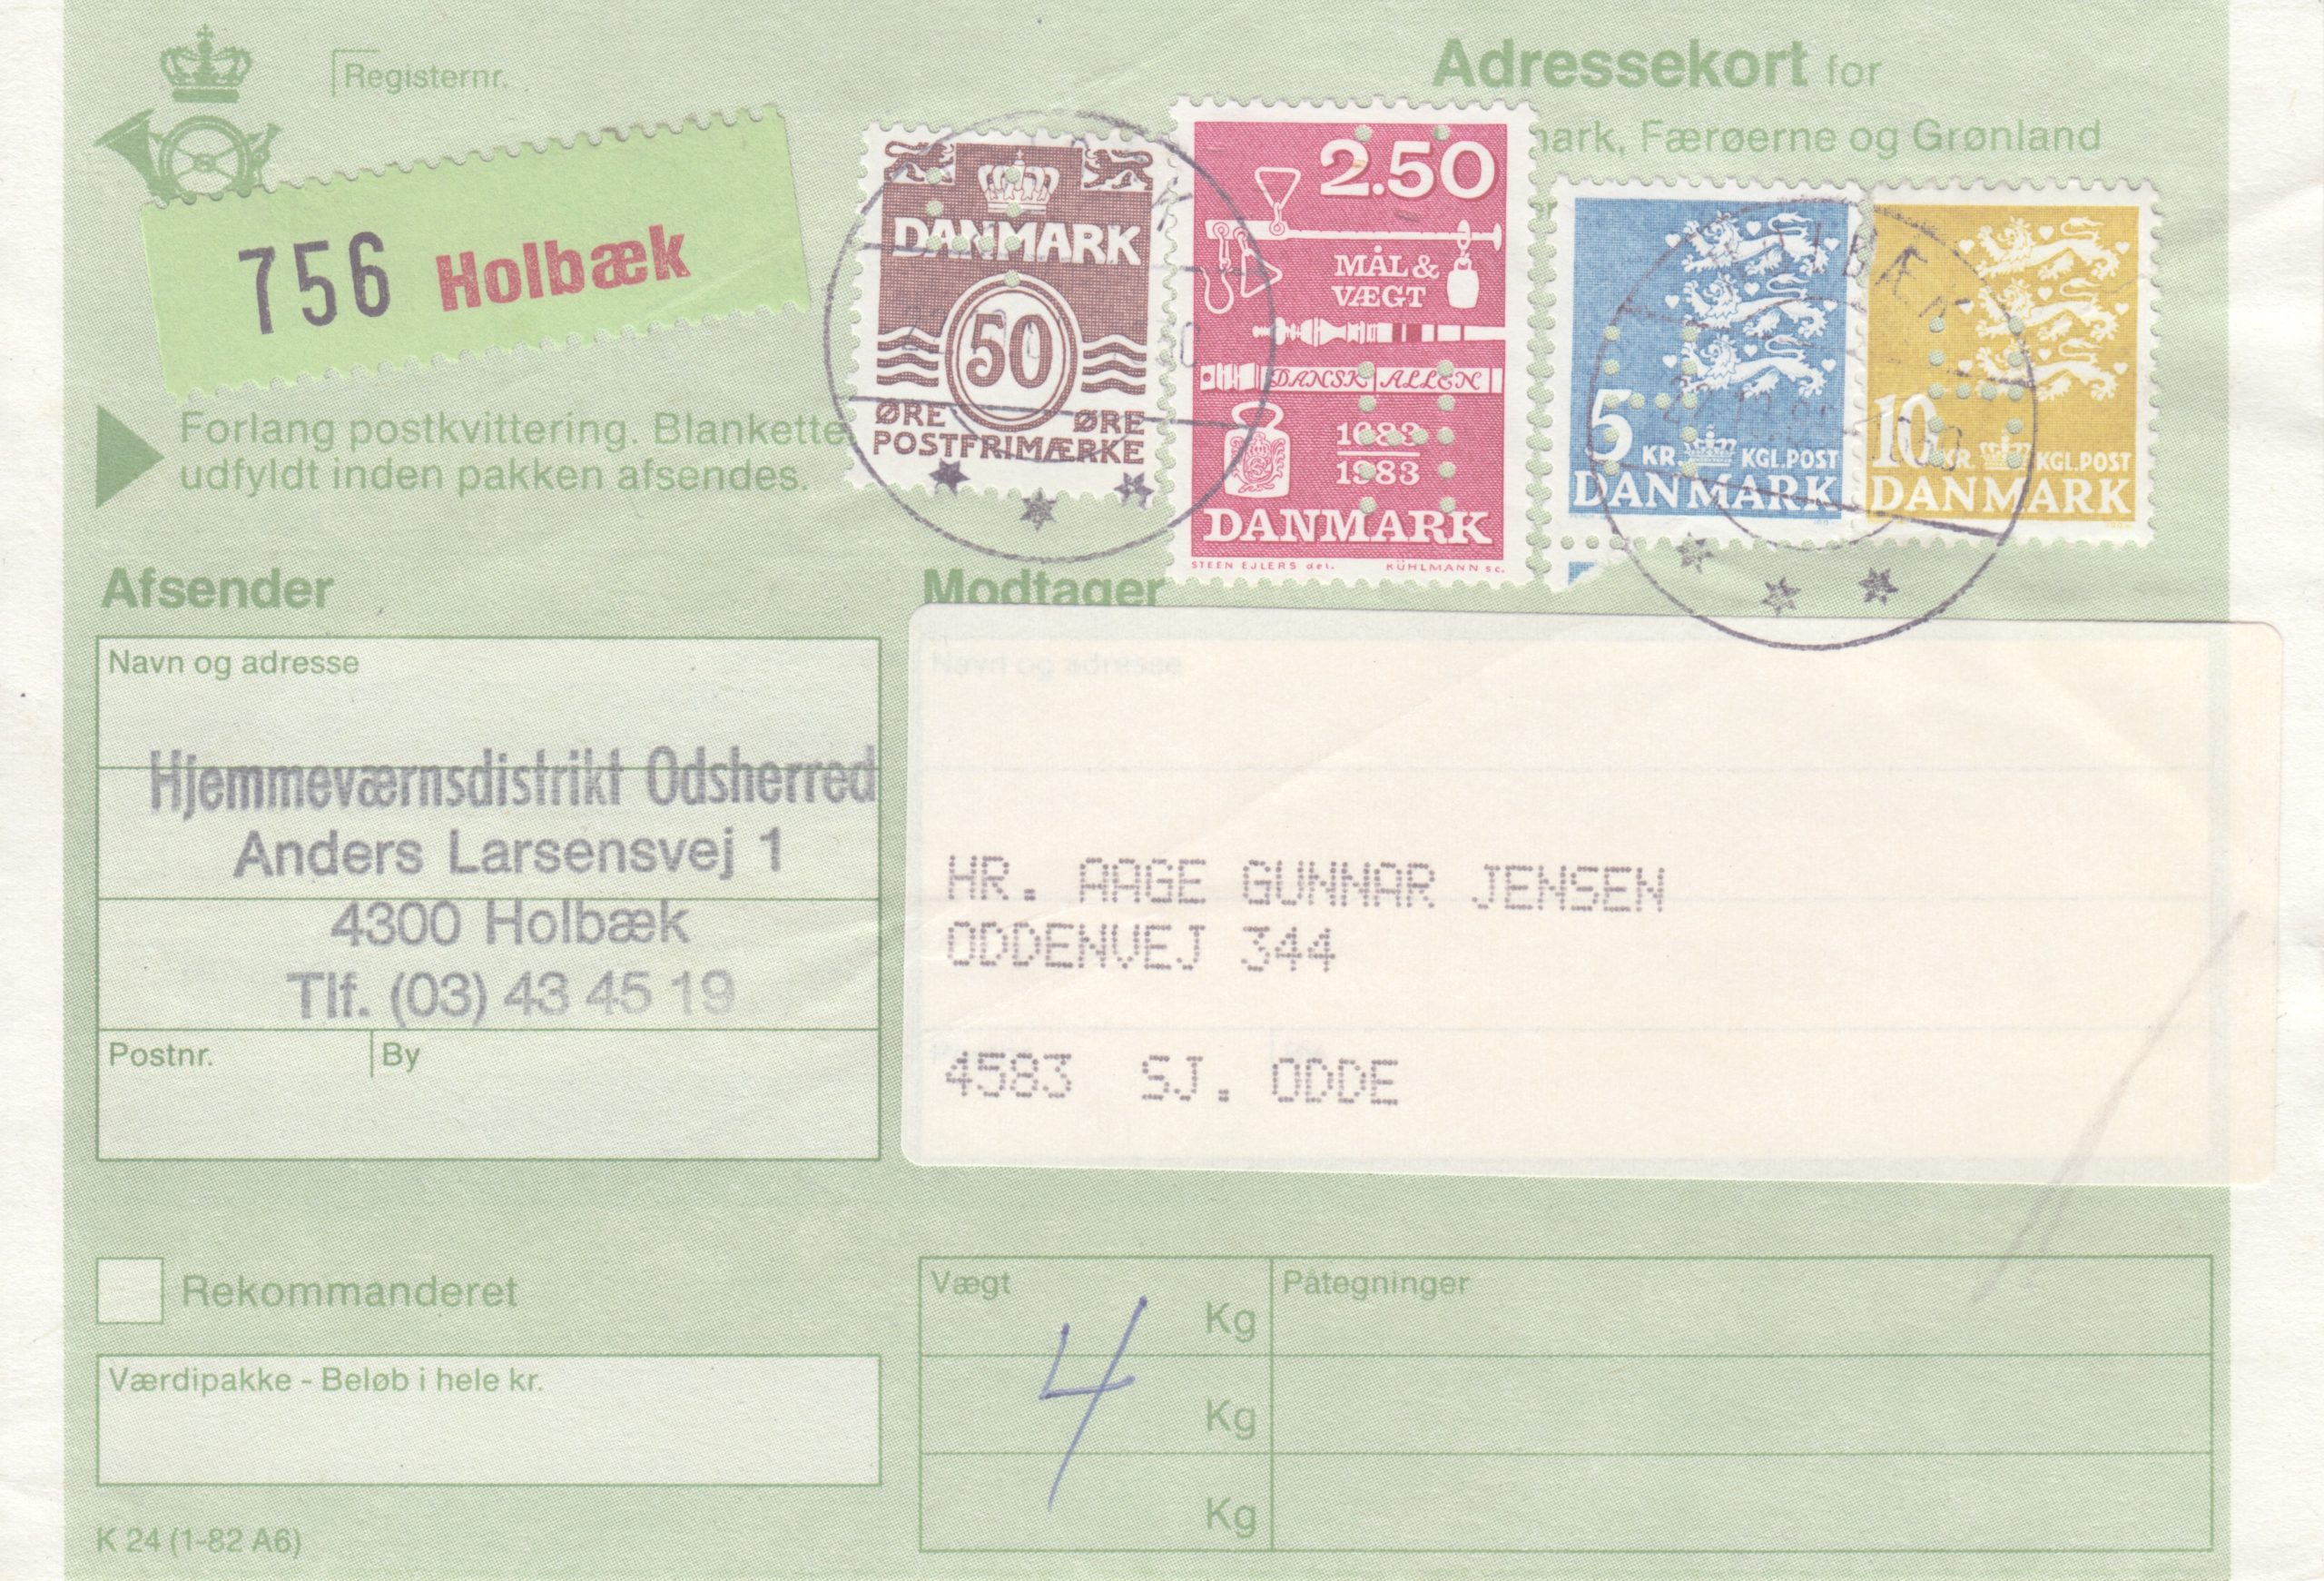 Registernr.
Adressekort for
mark, Færøerne og Grønland
756 Holbæk
DANMARK
50
ØRE ØRE
POSTFRIMÆRKE
2.50
MÅL &
VÆGT
DANSK ALLEN
1683
1983
DANMARK
STEEN EJLERS del. KÜHLMANN sc.
5 KR. KGL.POST
DANMARK
10 KR. KGL.POST
DANMARK
Forlang postkvittering. Blankette
udfyldt inden pakken afsendes.
Afsender
Navn og adresse
Hjemmeværnsdistrikt Odsherred
Anders Larsensvej 1
4300 Holbæk
Tlf. (03) 43 45 19
Postnr. By
Modtager
Navn og adresse
HR. AAGE GUNNAR JENSEN
ODDENVEJ 344
4583 SJ. ODDE
Rekommanderet
Værdipakke - Beløb i hele kr.
K 24 (1-82 A6)
Vægt
4
Kg
Kg
Kg
Påtegninger